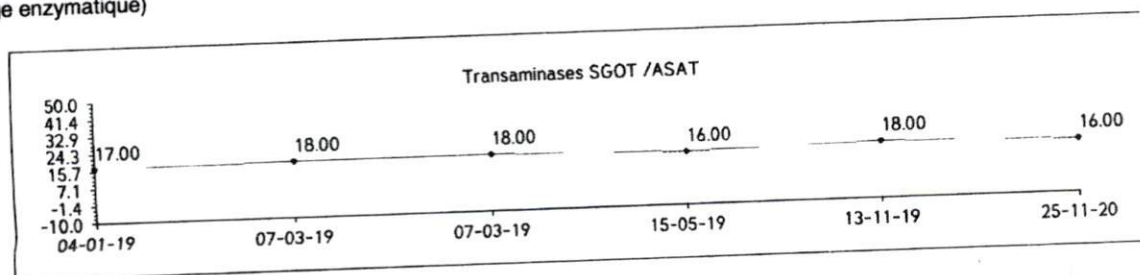 enzymatique)
Transaminases SGOT /ASAT
50.0
41.4
32.9
24.3
15.7
7.1
-1.4
-10.0
17.00 18.00 18.00 16.00 18.00 16.00
04-01-19 07-03-19 07-03-19 15-05-19 13-11-19 25-11-20